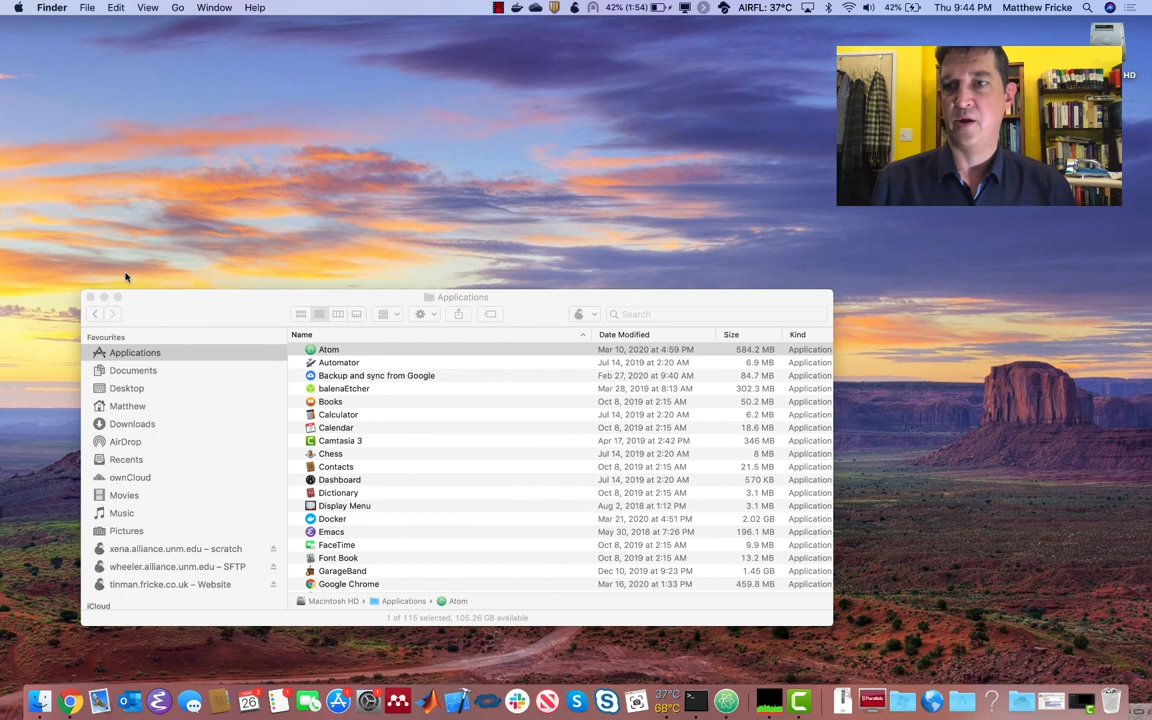 Finder File Edit View Go Window Help 42% (1:54) AIRFL: 37°C 42% Thu 9:44 PM Matthew Fricke
HD
Applications
Search
Favourites
Applications
Documents
Desktop
Matthew
Downloads
AirDrop
Recents
ownCloud
Movies
Music
Pictures
xena.alliance.unm.edu – scratch
wheeler.alliance.unm.edu – SFTP
tinman.fricke.co.uk – Website
iCloud
Name Date Modified Size Kind
Atom Mar 10, 2020 at 4:59 PM 584.2 MB Application
Automator Jul 14, 2019 at 2:20 AM 6.9 MB Application
Backup and sync from Google Feb 27, 2020 at 9:40 AM 84.7 MB Application
balenaEtcher Mar 28, 2019 at 8:13 AM 302.3 MB Application
Books Oct 8, 2019 at 2:15 AM 50.2 MB Application
Calculator Jul 14, 2019 at 2:20 AM 6.2 MB Application
Calendar Oct 8, 2019 at 2:15 AM 18.6 MB Application
Camtasia 3 Apr 17, 2019 at 2:42 PM 346 MB Application
Chess Jul 14, 2019 at 2:20 AM 8 MB Application
Contacts Oct 8, 2019 at 2:15 AM 21.5 MB Application
Dashboard Jul 14, 2019 at 2:20 AM 570 KB Application
Dictionary Oct 8, 2019 at 2:15 AM 3.1 MB Application
Display Menu Aug 2, 2018 at 1:12 PM 3.1 MB Application
Docker Mar 21, 2020 at 4:51 PM 2.02 GB Application
Emacs May 30, 2018 at 7:26 PM 196.1 MB Application
FaceTime Oct 8, 2019 at 2:15 AM 9.9 MB Application
Font Book Oct 8, 2019 at 2:15 AM 13.2 MB Application
GarageBand Dec 10, 2019 at 9:23 PM 1.45 GB Application
Google Chrome Mar 16, 2020 at 1:33 PM 459.8 MB Application
Macintosh HD Applications Atom
1 of 115 selected, 105.26 GB available
26
37°C
68°C